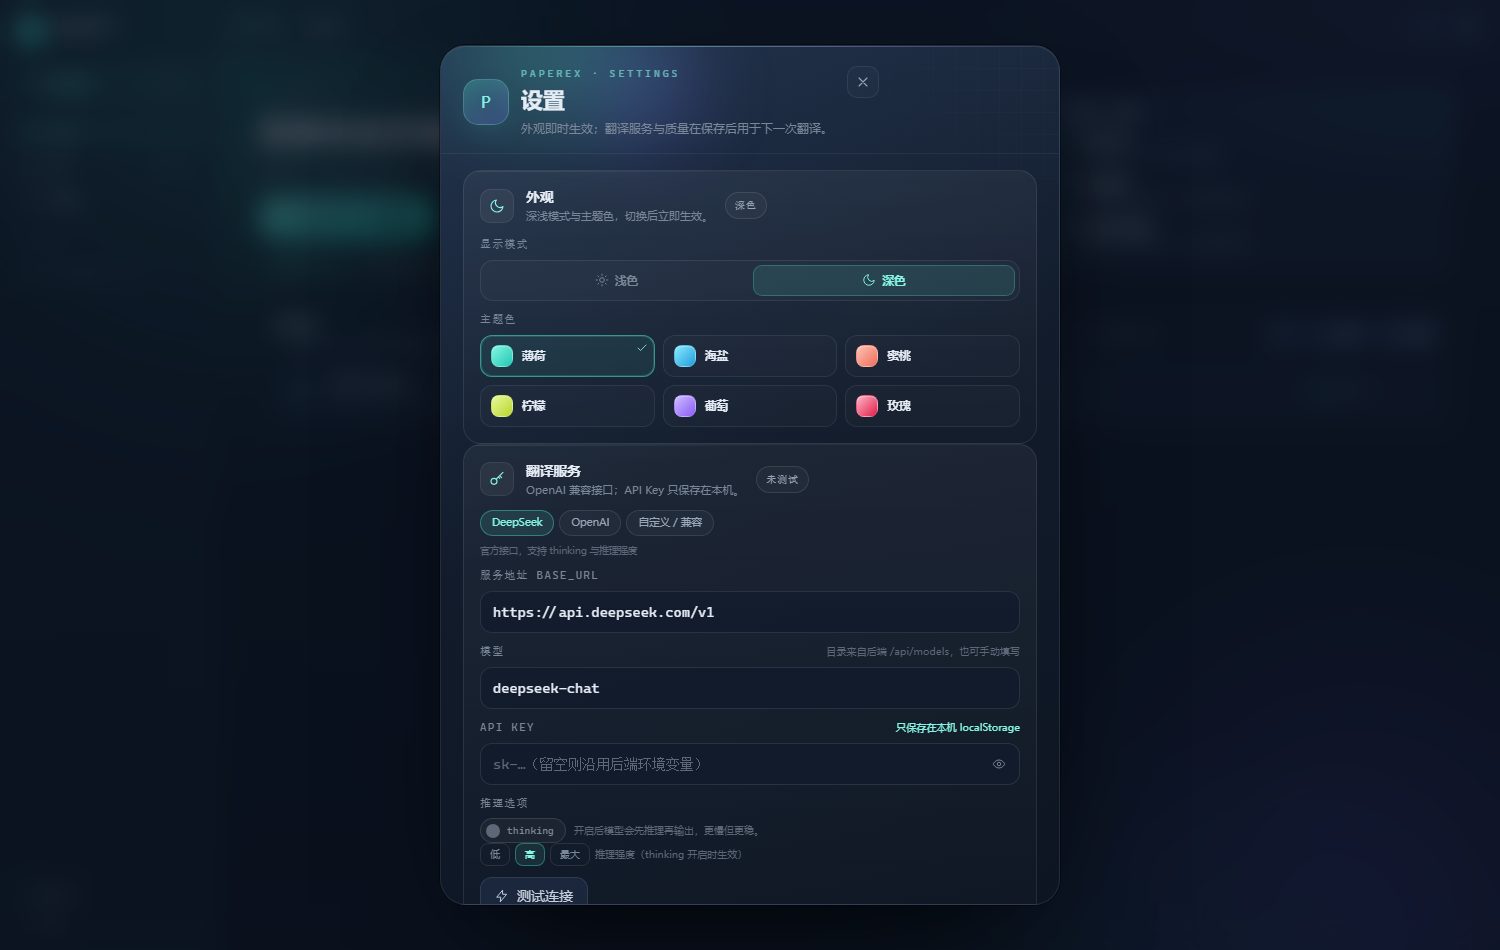 PAPEREX · SETTINGS
P
设置
外观即时生效；翻译服务与质量在保存后用于下一次翻译。
外观
深浅模式与主题色，切换后立即生效。
深色
显示模式
浅色
深色
主题色
薄荷
海盐
蜜桃
柠檬
葡萄
玫瑰
翻译服务
OpenAI 兼容接口；API Key 只保存在本机。
未测试
DeepSeek
OpenAI
自定义 / 兼容
官方接口，支持 thinking 与推理强度
服务地址 BASE_URL
https://api.deepseek.com/v1
模型
目录来自后端 /api/models，也可手动填写
deepseek-chat
API KEY
只保存在本机 localStorage
sk-…（留空则沿用后端环境变量）
推理选项
thinking
开启后模型会先推理再输出，更慢但更稳。
低
高
最大
推理强度（thinking 开启时生效）
测试连接